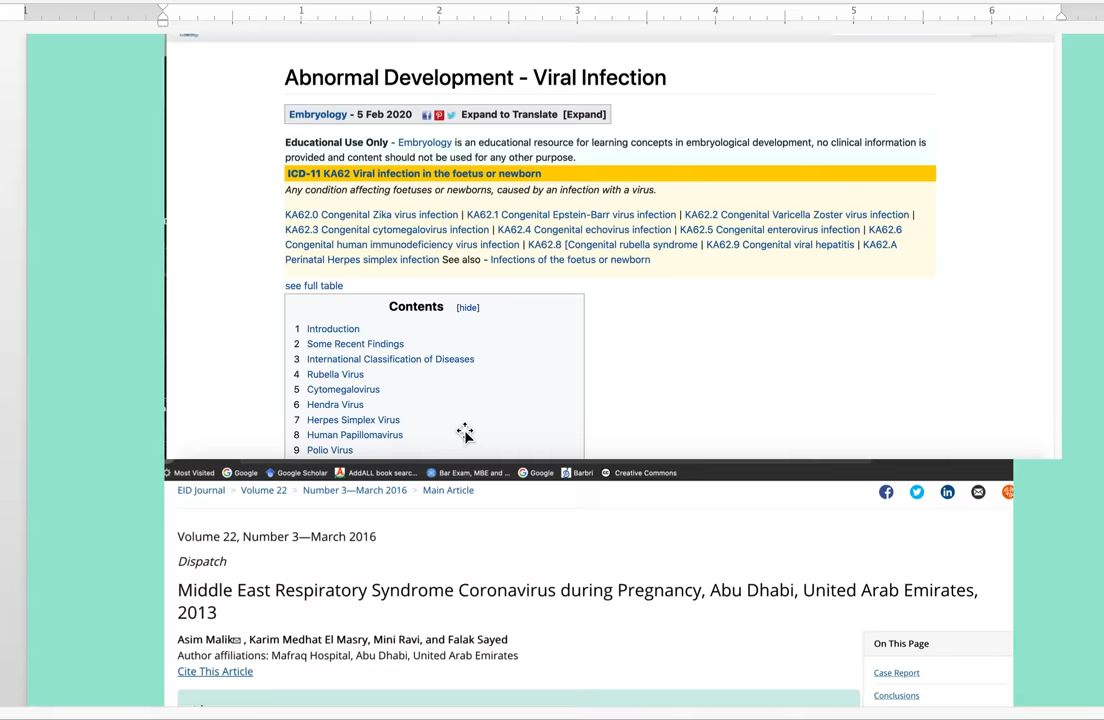 1 1 2 3 4 5 6
Abnormal Development - Viral Infection
Embryology - 5 Feb 2020 Expand to Translate [Expand]
Educational Use Only - Embryology is an educational resource for learning concepts in embryological development, no clinical information is
provided and content should not be used for any other purpose.
ICD-11 KA62 Viral infection in the foetus or newborn
Any condition affecting foetuses or newborns, caused by an infection with a virus.
KA62.0 Congenital Zika virus infection | KA62.1 Congenital Epstein-Barr virus infection | KA62.2 Congenital Varicella Zoster virus infection |
KA62.3 Congenital cytomegalovirus infection | KA62.4 Congenital echovirus infection | KA62.5 Congenital enterovirus infection | KA62.6
Congenital human immunodeficiency virus infection | KA62.8 [Congenital rubella syndrome | KA62.9 Congenital viral hepatitis | KA62.A
Perinatal Herpes simplex infection See also - Infections of the foetus or newborn
see full table
Contents [hide]
1 Introduction
2 Some Recent Findings
3 International Classification of Diseases
4 Rubella Virus
5 Cytomegalovirus
6 Hendra Virus
7 Herpes Simplex Virus
8 Human Papillomavirus
9 Polio Virus
Most Visited Google Google Scholar AddALL book searc... Bar Exam, MBE and ... Google Barbri Creative Commons
EID Journal > Volume 22 > Number 3—March 2016 > Main Article
Volume 22, Number 3—March 2016
Dispatch
Middle East Respiratory Syndrome Coronavirus during Pregnancy, Abu Dhabi, United Arab Emirates,
2013
Asim Malik, Karim Medhat El Masry, Mini Ravi, and Falak Sayed
Author affiliations: Mafraq Hospital, Abu Dhabi, United Arab Emirates
Cite This Article
On This Page
Case Report
Conclusions